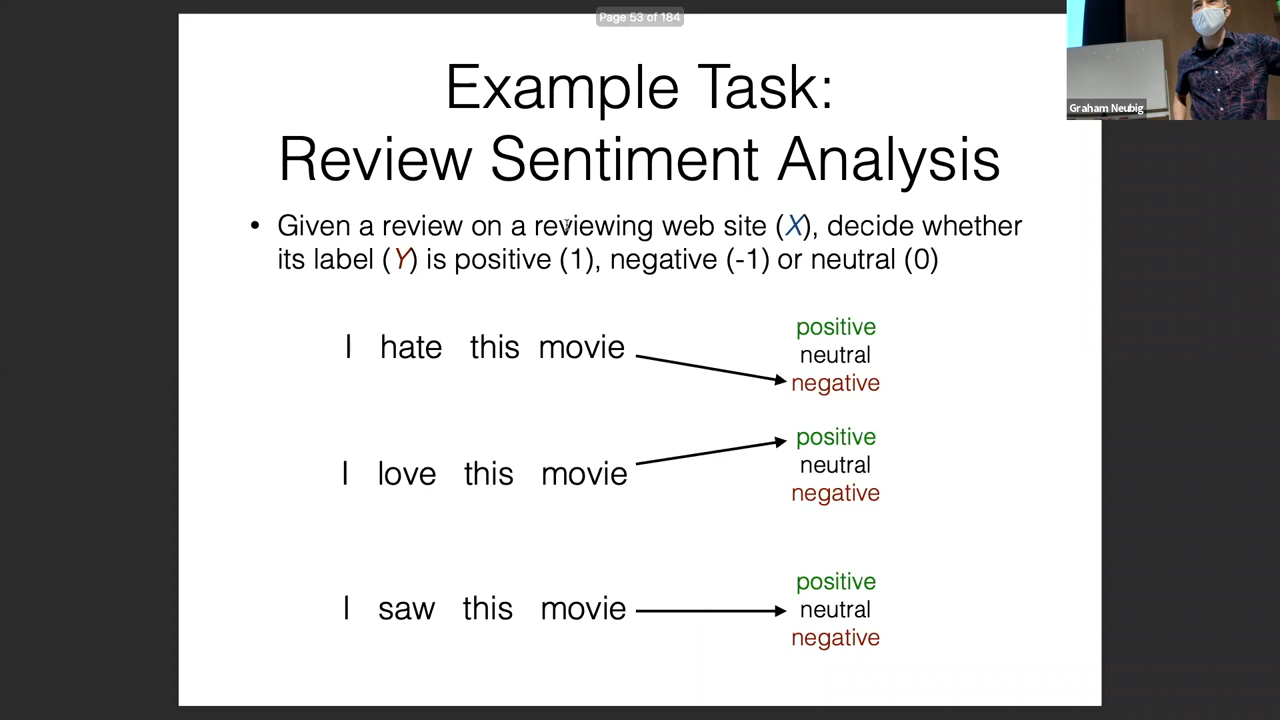 Page 53 of 184
Graham Neubig
Example Task:
Review Sentiment Analysis
• Given a review on a reviewing web site (X), decide whether
its label (Y) is positive (1), negative (-1) or neutral (0)
I hate this movie
positive
neutral
negative
I love this movie
positive
neutral
negative
I saw this movie
positive
neutral
negative